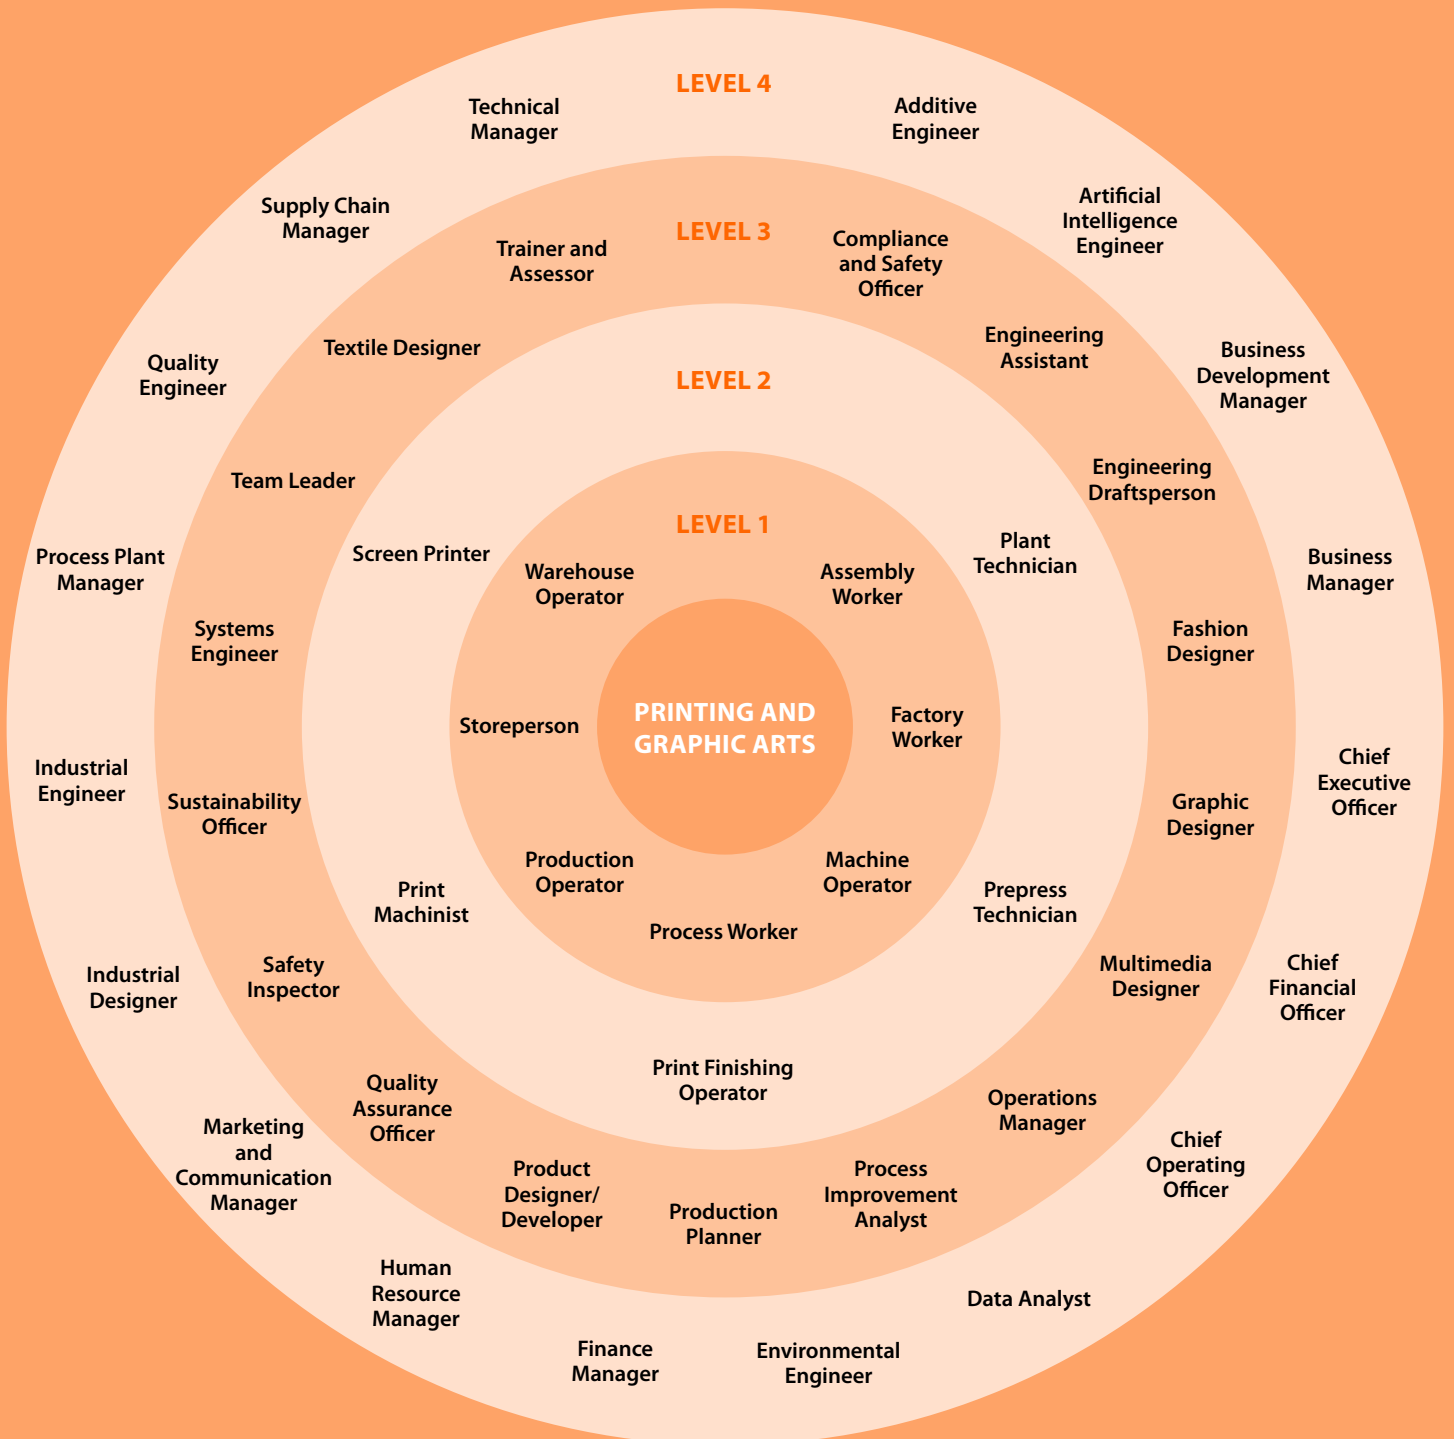 LEVEL 4
Additive
Engineer
Artificial
Intelligence
Engineer
Business
Development
Manager
Business
Manager
Chief
Executive
Officer
Chief
Financial
Officer
Chief
Operating
Officer
Data Analyst
Environmental
Engineer
Finance
Manager
Human
Resource
Manager
Marketing
and
Communication
Manager
Industrial
Designer
Industrial
Engineer
Process Plant
Manager
Quality
Engineer
Supply Chain
Manager
Technical
Manager
LEVEL 3
Compliance
and Safety
Officer
Engineering
Assistant
Engineering
Draftsperson
Fashion
Designer
Graphic
Designer
Multimedia
Designer
Operations
Manager
Process
Improvement
Analyst
Production
Planner
Product
Designer/
Developer
Quality
Assurance
Officer
Safety
Inspector
Sustainability
Officer
Systems
Engineer
Team Leader
Textile Designer
Trainer and
Assessor
LEVEL 2
Plant
Technician
Prepress
Technician
Print Finishing
Operator
Print
Machinist
Screen Printer
LEVEL 1
Assembly
Worker
Factory
Worker
Machine
Operator
Process Worker
Production
Operator
Storeperson
Warehouse
Operator
PRINTING AND
GRAPHIC ARTS